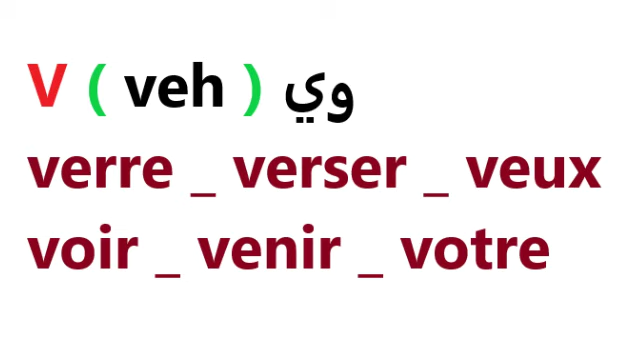 V ( veh ) وي
verre _ verser _ veux
voir _ venir _ votre